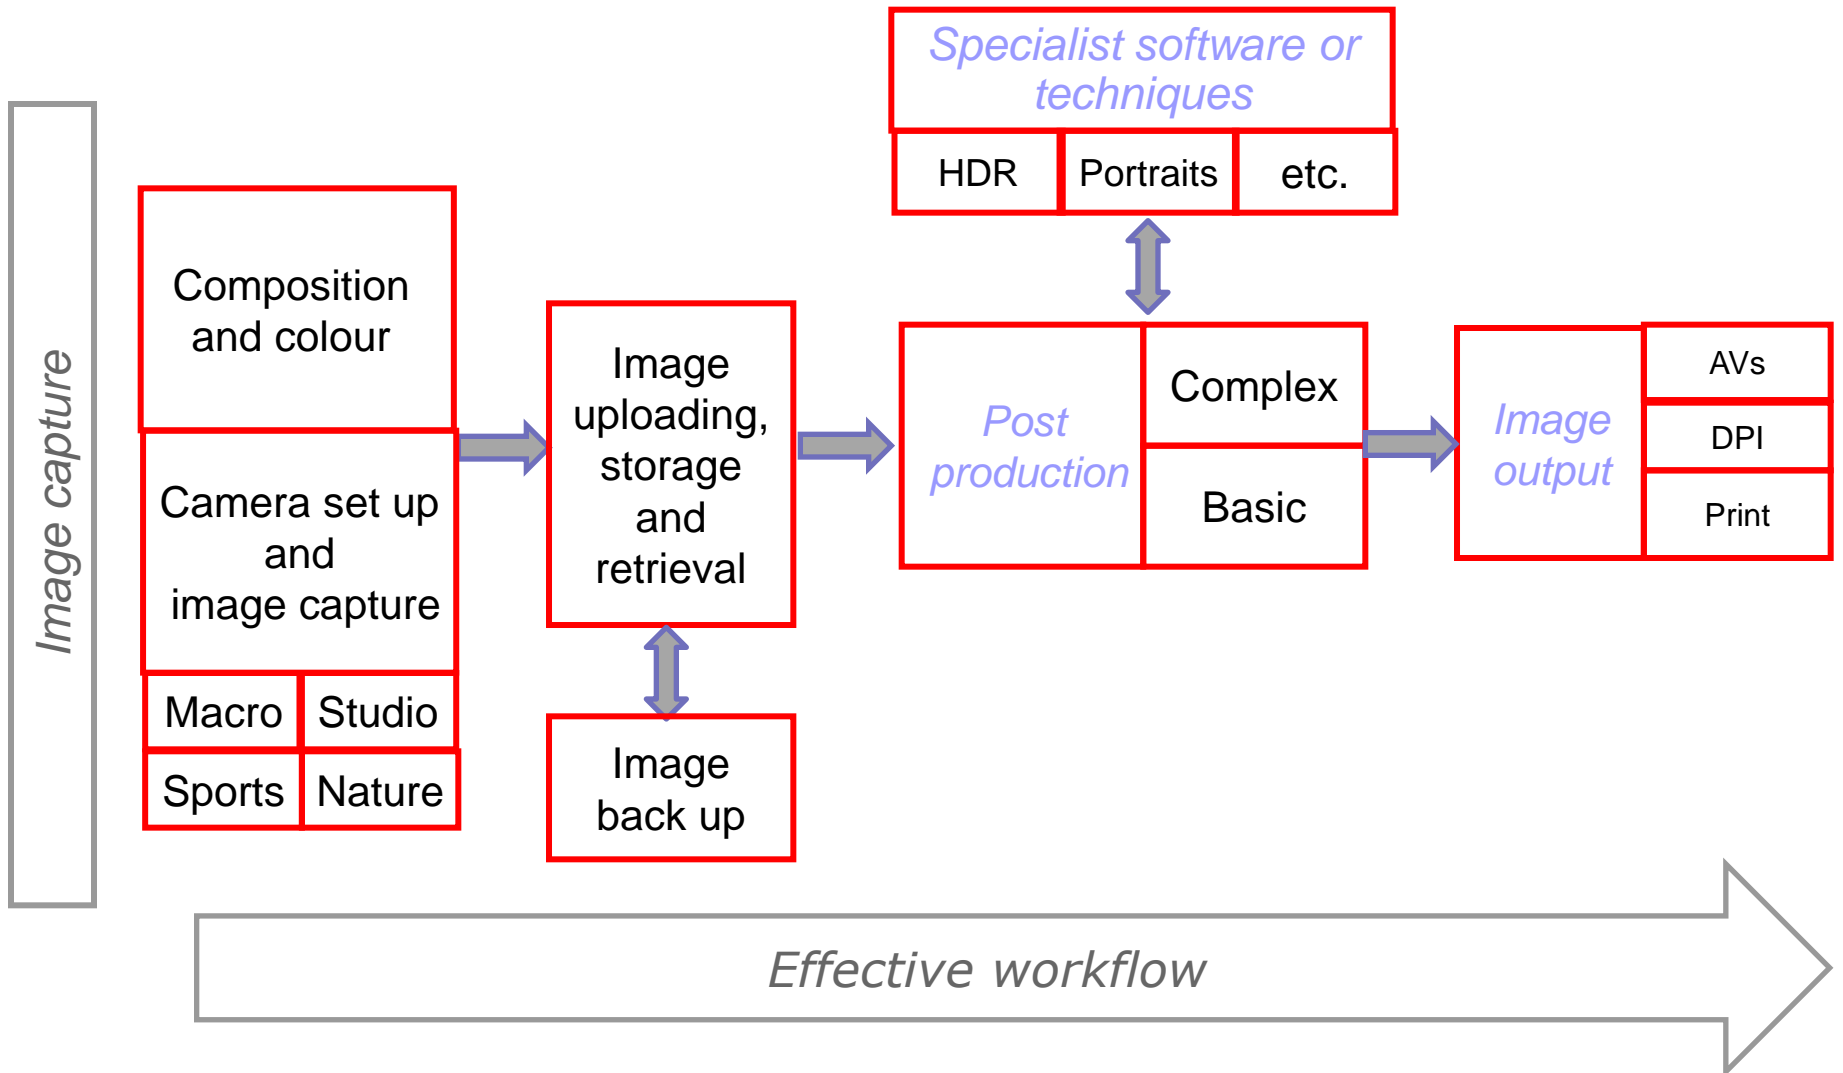 Specialist software or
techniques
HDR
Portraits
etc.
Image capture
Composition
and colour
Camera set up
and
image capture
Macro
Studio
Sports
Nature
Image
uploading,
storage
and
retrieval
Image
back up
Post
production
Complex
Basic
Image
output
AVs
DPI
Print
Effective workflow